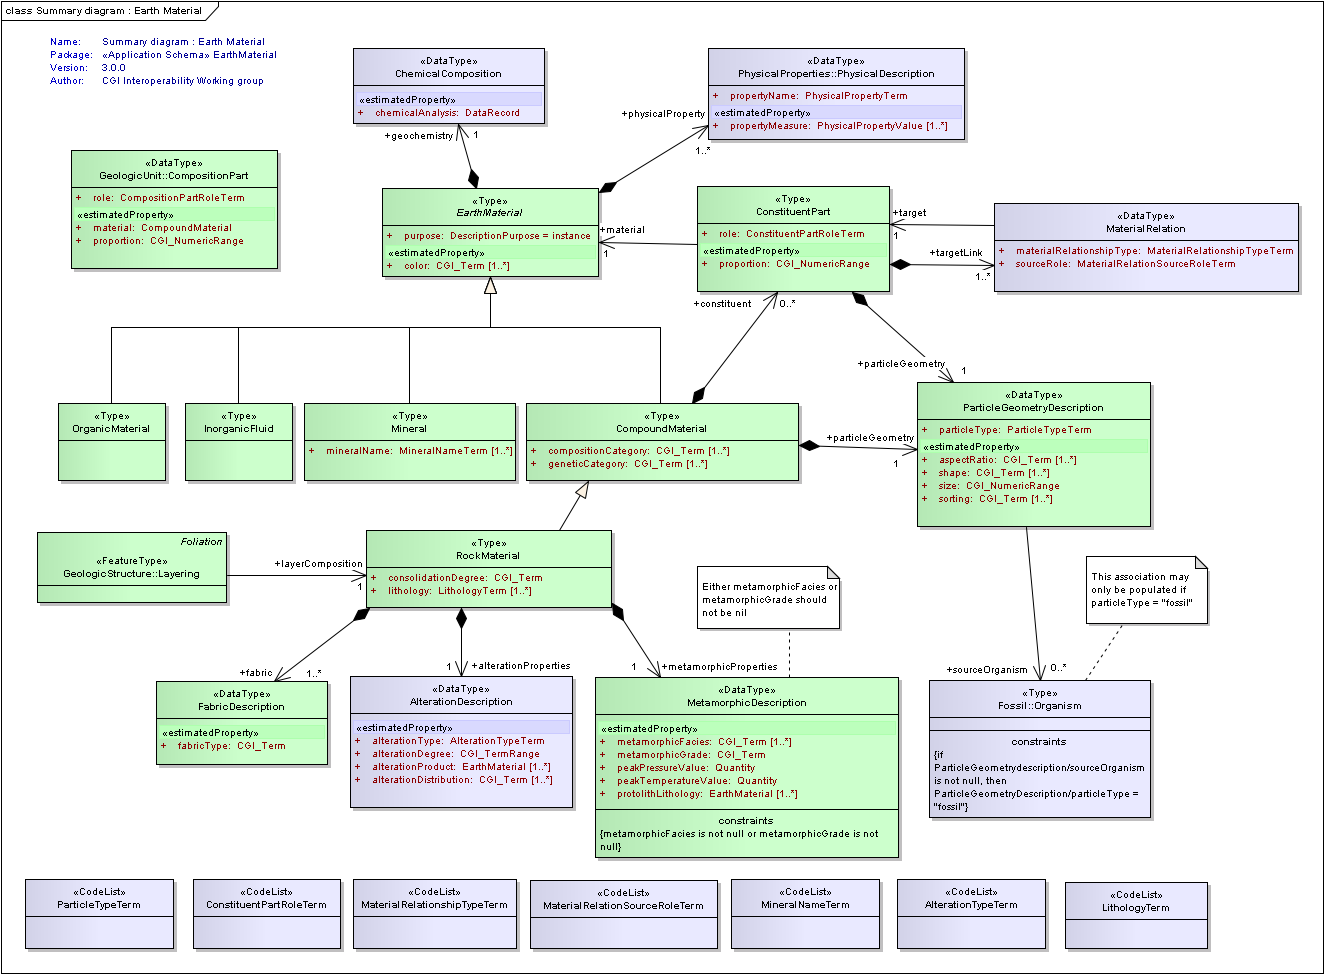 class Summary diagram : Earth Material
Name: Summary diagram : Earth Material
Package: «Application Schema» EarthMaterial
Version: 3.0.0
Author: CGI Interoperability Working group
«DataType»
ChemicalComposition
«estimatedProperty»
+ chemicalAnalysis: DataRecord
«DataType»
PhysicalProperties::PhysicalDescription
+ propertyName: PhysicalPropertyTerm
«estimatedProperty»
+ propertyMeasure: PhysicalPropertyValue [1..*]
+geochemistry
1
+physicalProperty
1..*
«DataType»
GeologicUnit::CompositionPart
+ role: CompositionPartRoleTerm
«estimatedProperty»
+ material: CompoundMaterial
+ proportion: CGI_NumericRange
«Type»
EarthMaterial
+ purpose: DescriptionPurpose = instance
«estimatedProperty»
+ color: CGI_Term [1..*]
+material
1
«Type»
ConstituentPart
+ role: ConstituentPartRoleTerm
«estimatedProperty»
+ proportion: CGI_NumericRange
+target
1
+targetLink
1..*
«DataType»
MaterialRelation
+ materialRelationshipType: MaterialRelationshipTypeTerm
+ sourceRole: MaterialRelationSourceRoleTerm
+constituent
0..*
+particleGeometry
1
«Type»
OrganicMaterial
«Type»
InorganicFluid
«Type»
Mineral
+ mineralName: MineralNameTerm [1..*]
«Type»
CompoundMaterial
+ compositionCategory: CGI_Term [1..*]
+ geneticCategory: CGI_Term [1..*]
+particleGeometry
1
«DataType»
ParticleGeometryDescription
+ particleType: ParticleTypeTerm
«estimatedProperty»
+ aspectRatio: CGI_Term [1..*]
+ shape: CGI_Term [1..*]
+ size: CGI_NumericRange
+ sorting: CGI_Term [1..*]
Foliation
«FeatureType»
GeologicStructure::Layering
+layerComposition
1
«Type»
RockMaterial
+ consolidationDegree: CGI_Term
+ lithology: LithologyTerm [1..*]
Either metamorphicFacies or
metamorphicGrade should
not be nil
This association may
only be populated if
particleType = "fossil"
+fabric
1..*
1
+alterationProperties
1
+metamorphicProperties
+sourceOrganism
0..*
«DataType»
FabricDescription
«estimatedProperty»
+ fabricType: CGI_Term
«DataType»
AlterationDescription
«estimatedProperty»
+ alterationType: AlterationTypeTerm
+ alterationDegree: CGI_TermRange
+ alterationProduct: EarthMaterial [1..*]
+ alterationDistribution: CGI_Term [1..*]
«DataType»
MetamorphicDescription
«estimatedProperty»
+ metamorphicFacies: CGI_Term [1..*]
+ metamorphicGrade: CGI_Term
+ peakPressureValue: Quantity
+ peakTemperatureValue: Quantity
+ protolithLithology: EarthMaterial [1..*]
constraints
{metamorphicFacies is not null or metamorphicGrade is not
null}
«Type»
Fossil::Organism
constraints
{if
ParticleGeometrydescription/sourceOrganism
is not null, then
ParticleGeometryDescription/particleType =
"fossil"}
«CodeList»
ParticleTypeTerm
«CodeList»
ConstituentPartRoleTerm
«CodeList»
MaterialRelationshipTypeTerm
«CodeList»
MaterialRelationSourceRoleTerm
«CodeList»
MineralNameTerm
«CodeList»
AlterationTypeTerm
«CodeList»
LithologyTerm